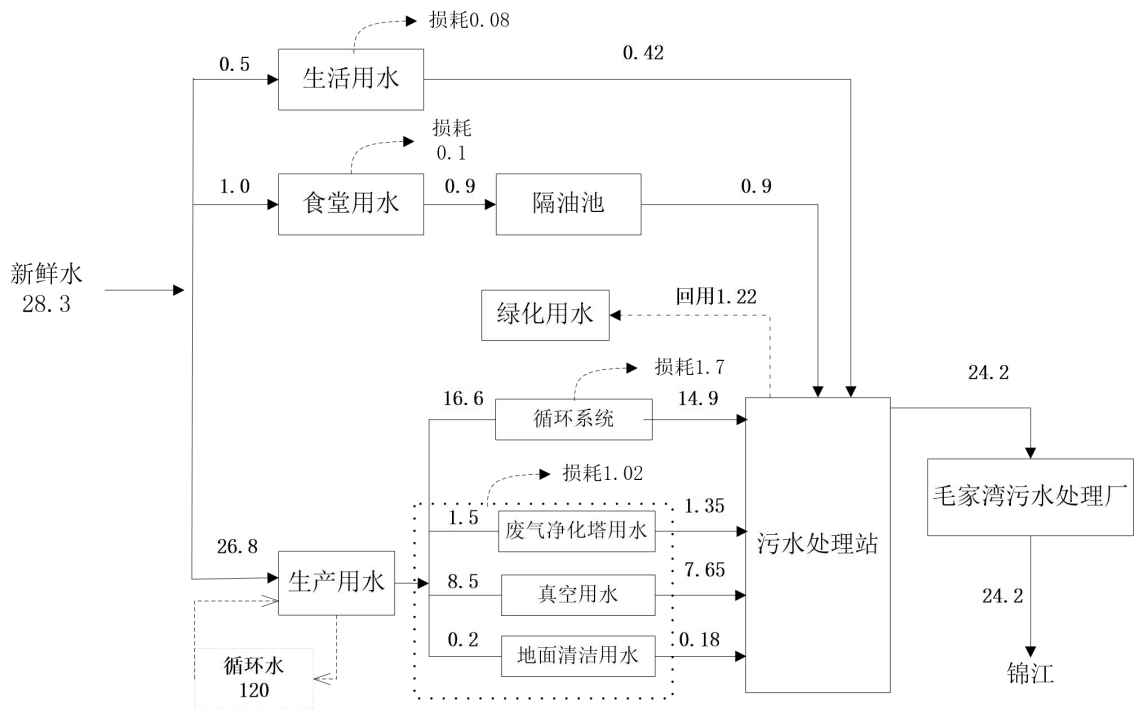 损耗0.08
0.5
生活用水
0.42
损耗
0.1
1.0
食堂用水
0.9
隔油池
0.9
新鲜水
28.3
绿化用水
回用1.22
损耗1.7
16.6
循环系统
14.9
24.2
损耗1.02
毛家湾污水处理厂
1.5
废气净化塔用水
1.35
26.8
生产用水
8.5
真空用水
7.65
污水处理站
24.2
0.2
地面清洁用水
0.18
循环水
120
锦江